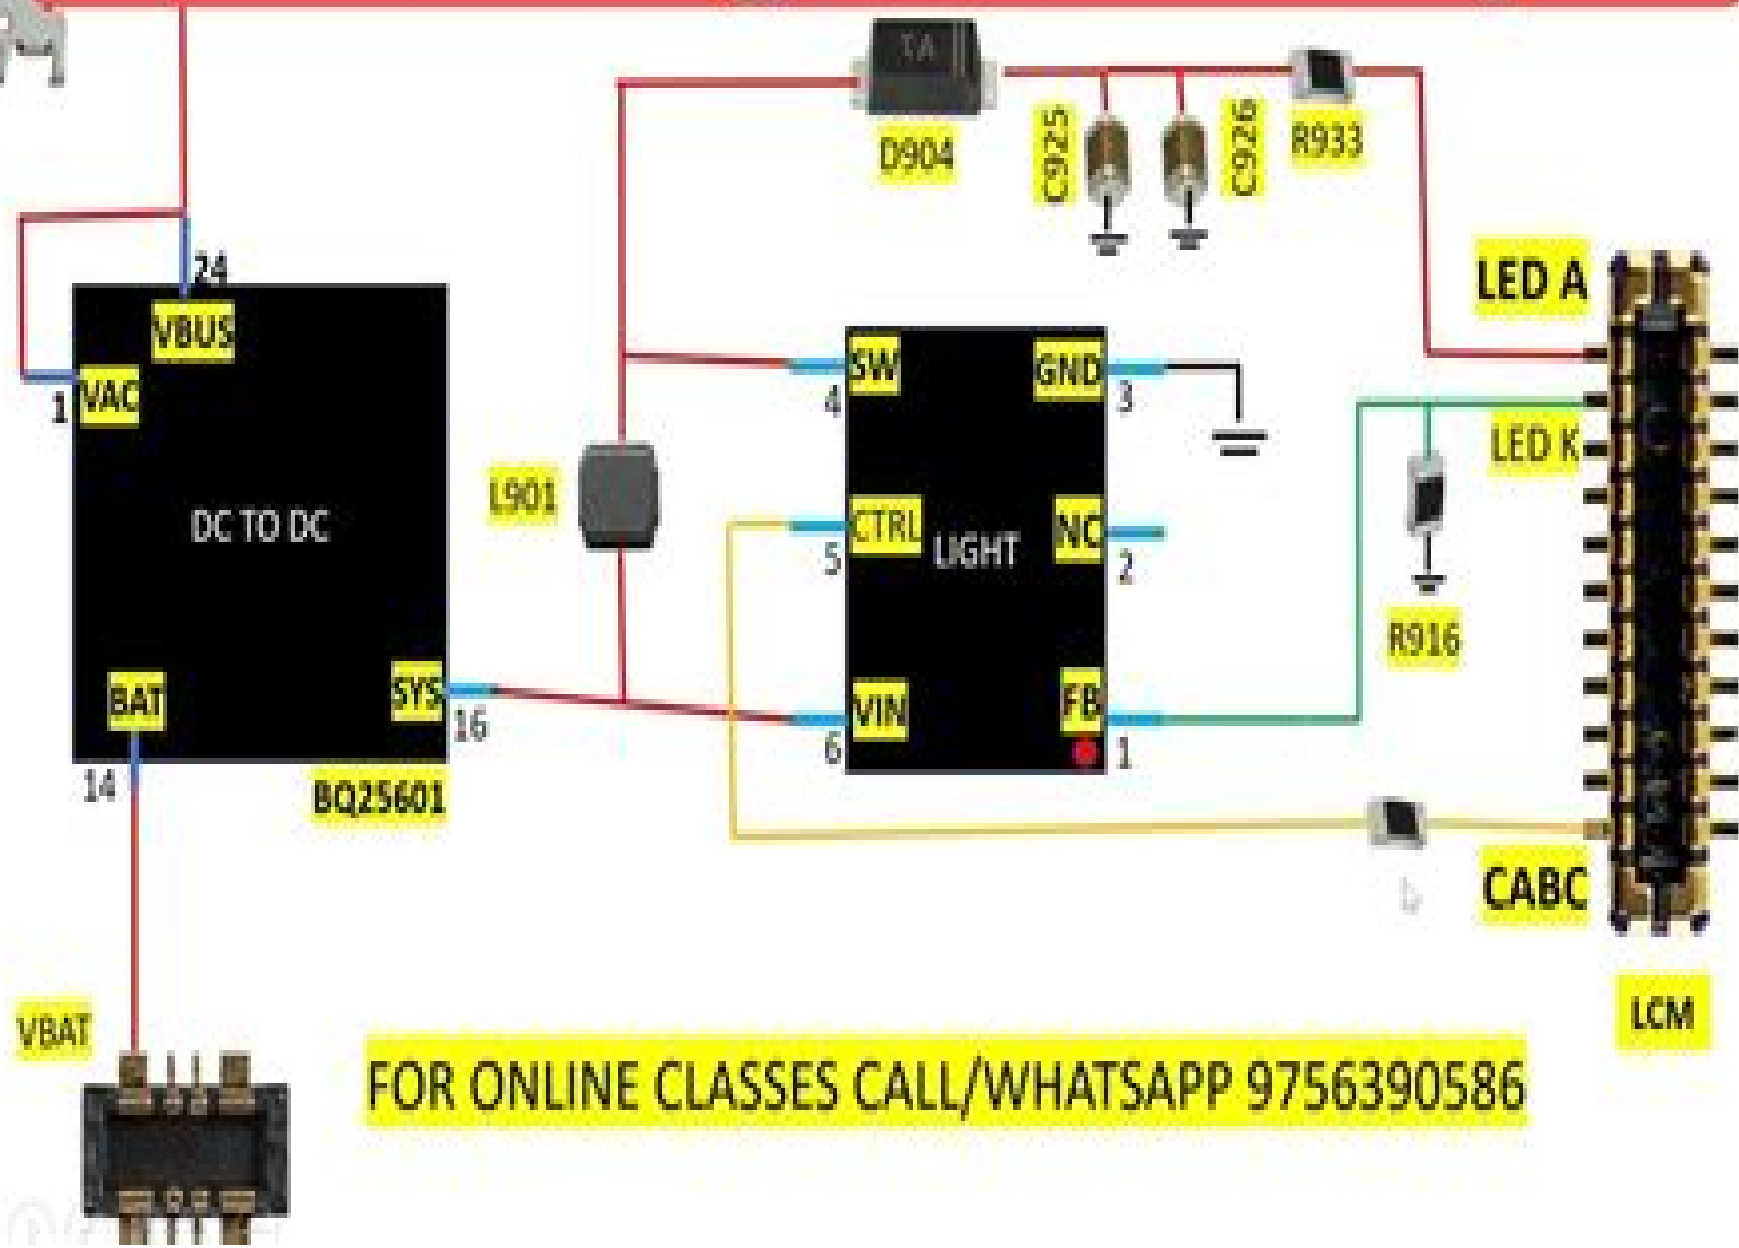 TA
D904
C925
C926
R933
24
VBUS
1
VAC
DC TO DC
BAT
14
SYS
16
BQ25601
L901
SW
4
GND
3
CTRL
5
LIGHT
NC
2
VIN
6
FB
1
LED A
LED K
R916
CABC
LCM
VBAT
FOR ONLINE CLASSES CALL/WHATSAPP 9756390586